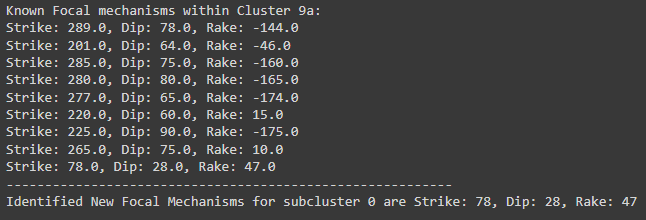 Known Focal mechanisms within Cluster 9a:
Strike: 289.0, Dip: 78.0, Rake: -144.0
Strike: 201.0, Dip: 64.0, Rake: -46.0
Strike: 285.0, Dip: 75.0, Rake: -160.0
Strike: 280.0, Dip: 80.0, Rake: -165.0
Strike: 277.0, Dip: 65.0, Rake: -174.0
Strike: 220.0, Dip: 60.0, Rake: 15.0
Strike: 225.0, Dip: 90.0, Rake: -175.0
Strike: 265.0, Dip: 75.0, Rake: 10.0
Strike: 78.0, Dip: 28.0, Rake: 47.0
--------------------------------------------------------
Identified New Focal Mechanisms for subcluster 0 are Strike: 78, Dip: 28, Rake: 47